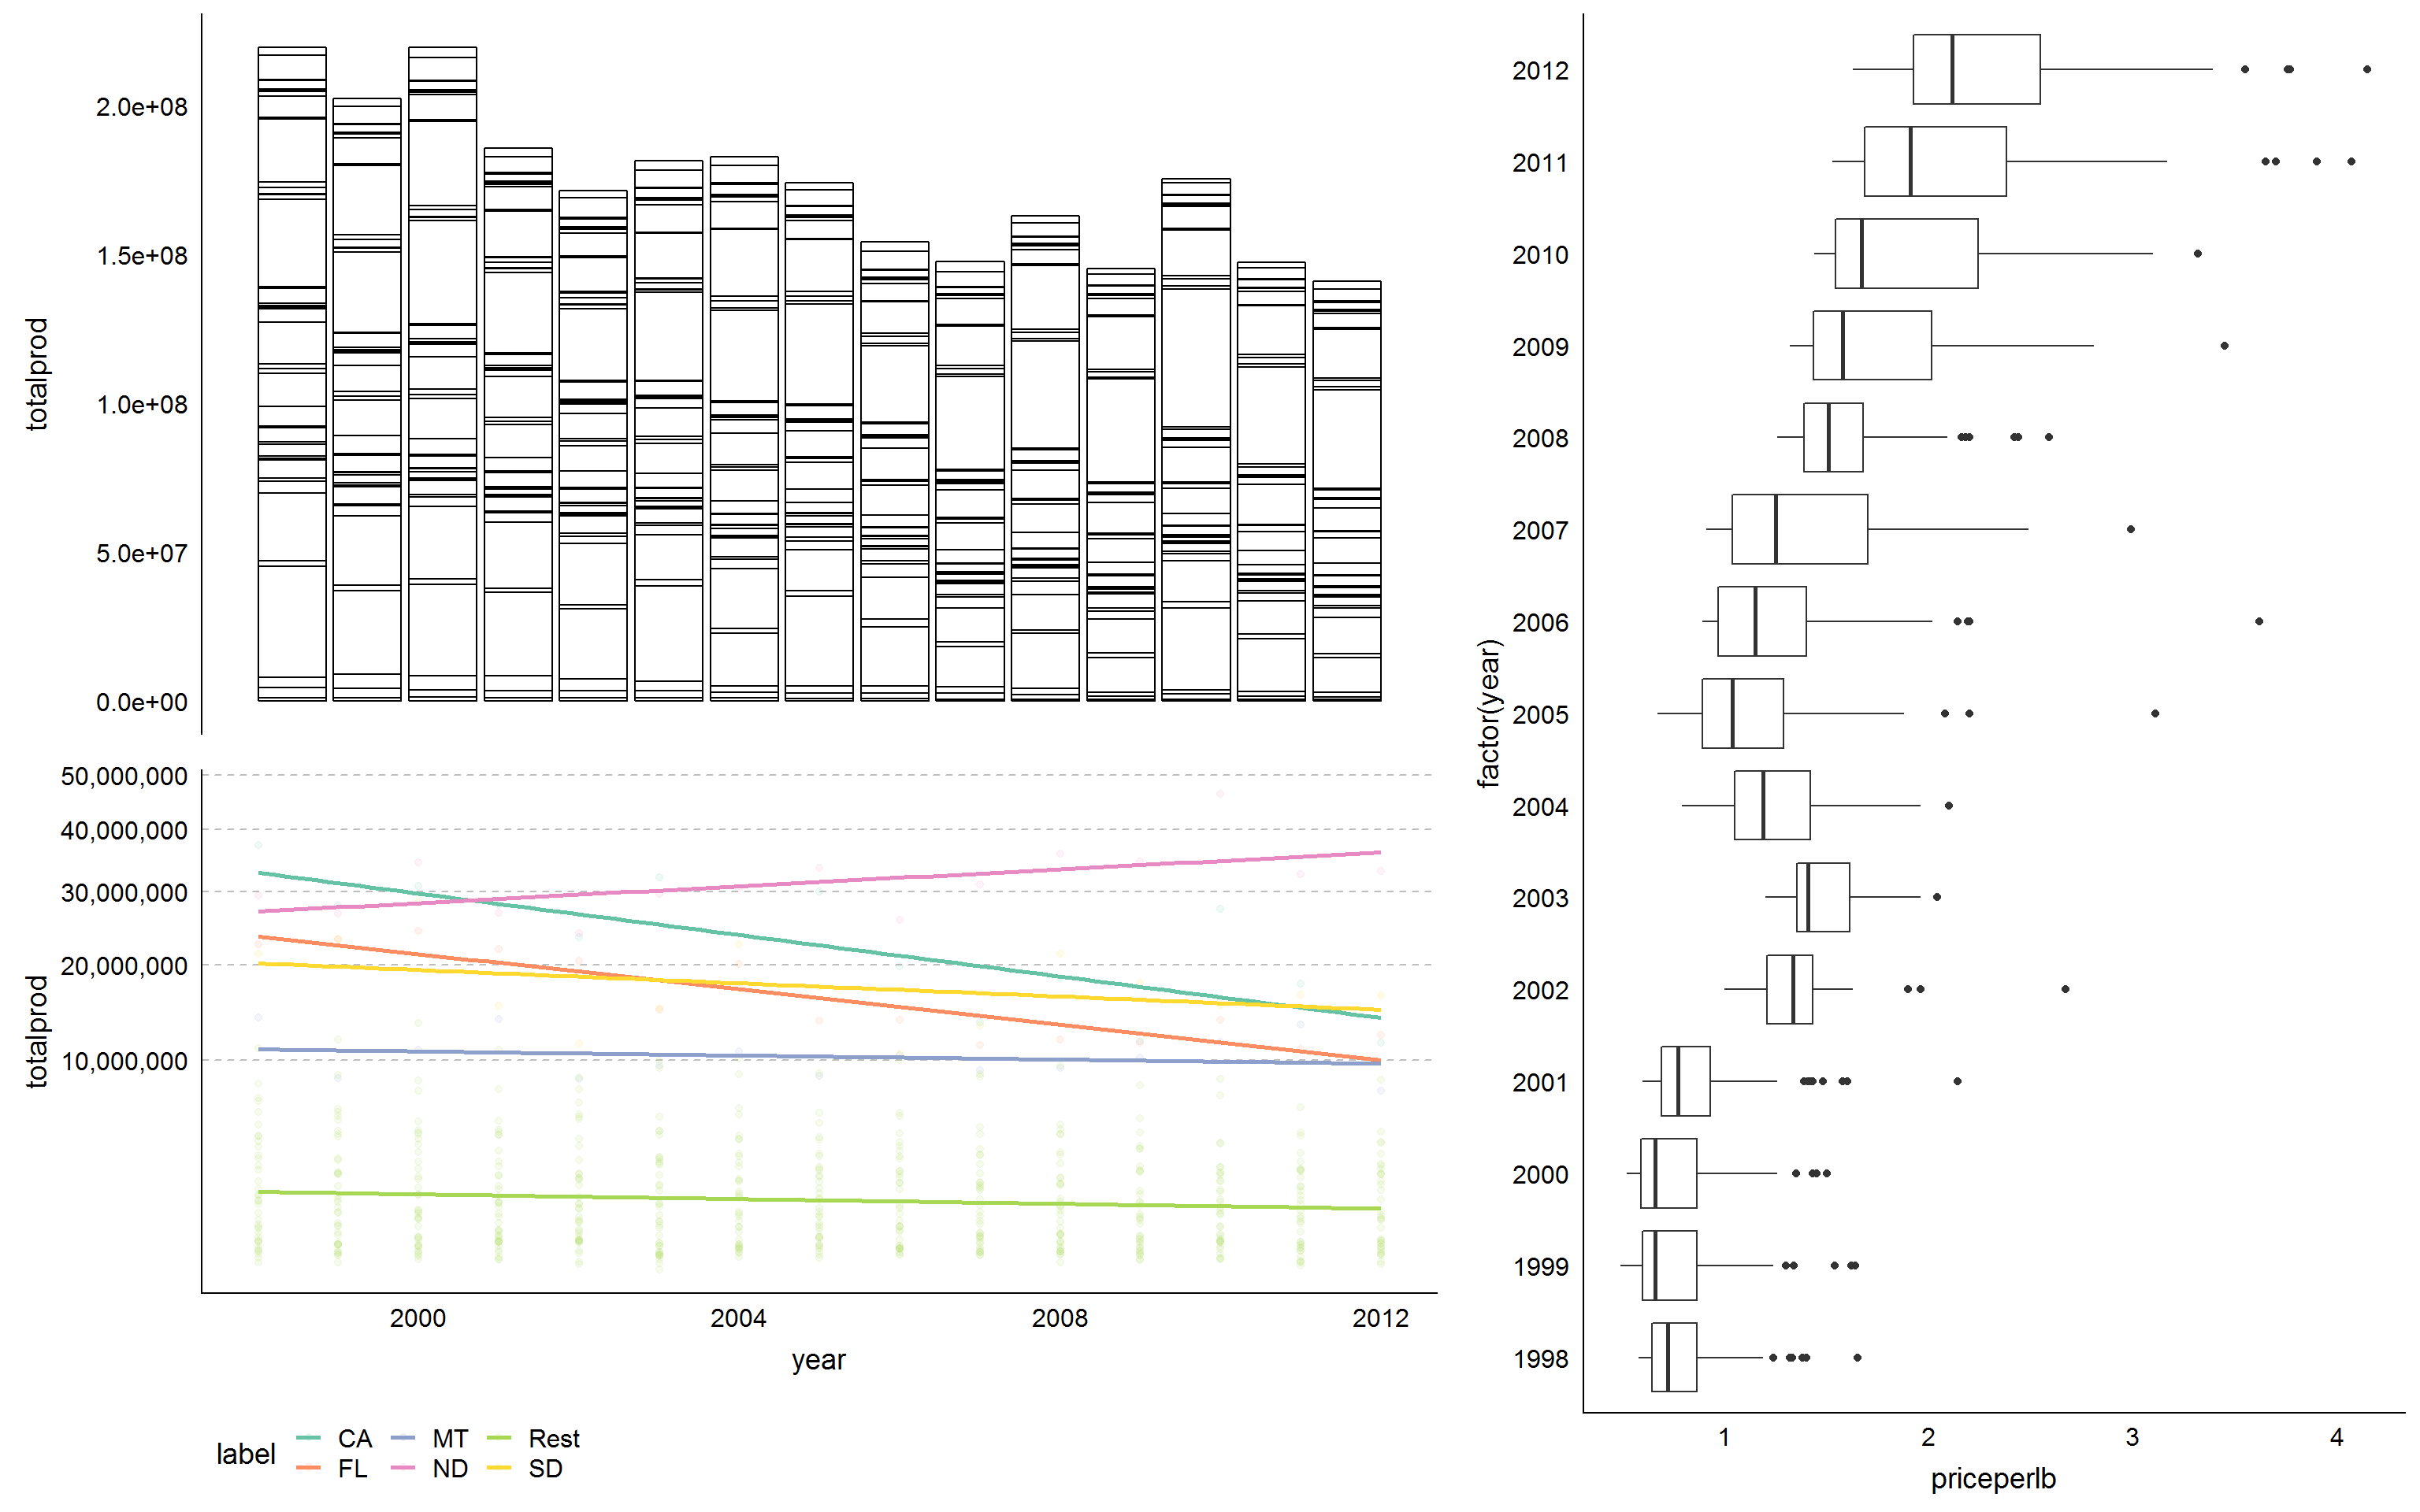 totalprod
2.0e+08
1.5e+08
1.0e+08
5.0e+07
0.0e+00
totalprod
50,000,000
40,000,000
30,000,000
20,000,000
10,000,000
2000 2004 2008 2012
year
label CA MT Rest
FL ND SD
factor(year)
2012
2011
2010
2009
2008
2007
2006
2005
2004
2003
2002
2001
2000
1999
1998
1 2 3 4
priceperlb